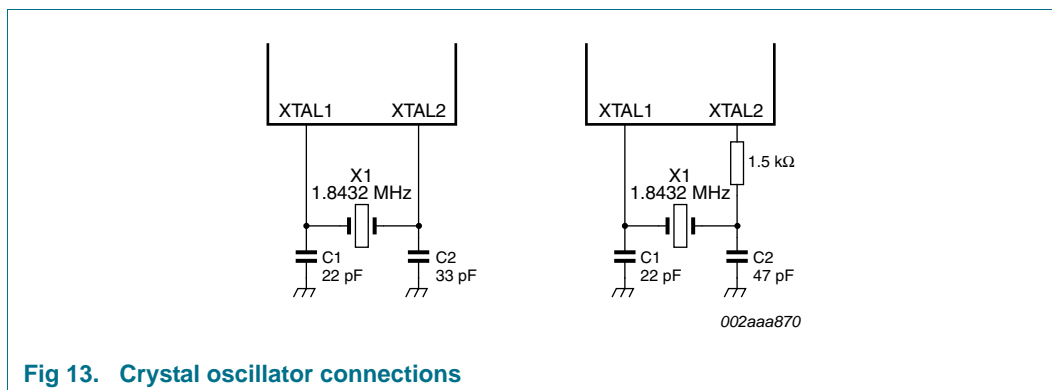 XTAL1 XTAL2
X1
1.8432 MHz
C1
22 pF
C2
33 pF
XTAL1 XTAL2
1.5 kΩ
X1
1.8432 MHz
C1
22 pF
C2
47 pF
002aaa870
Fig 13. Crystal oscillator connections